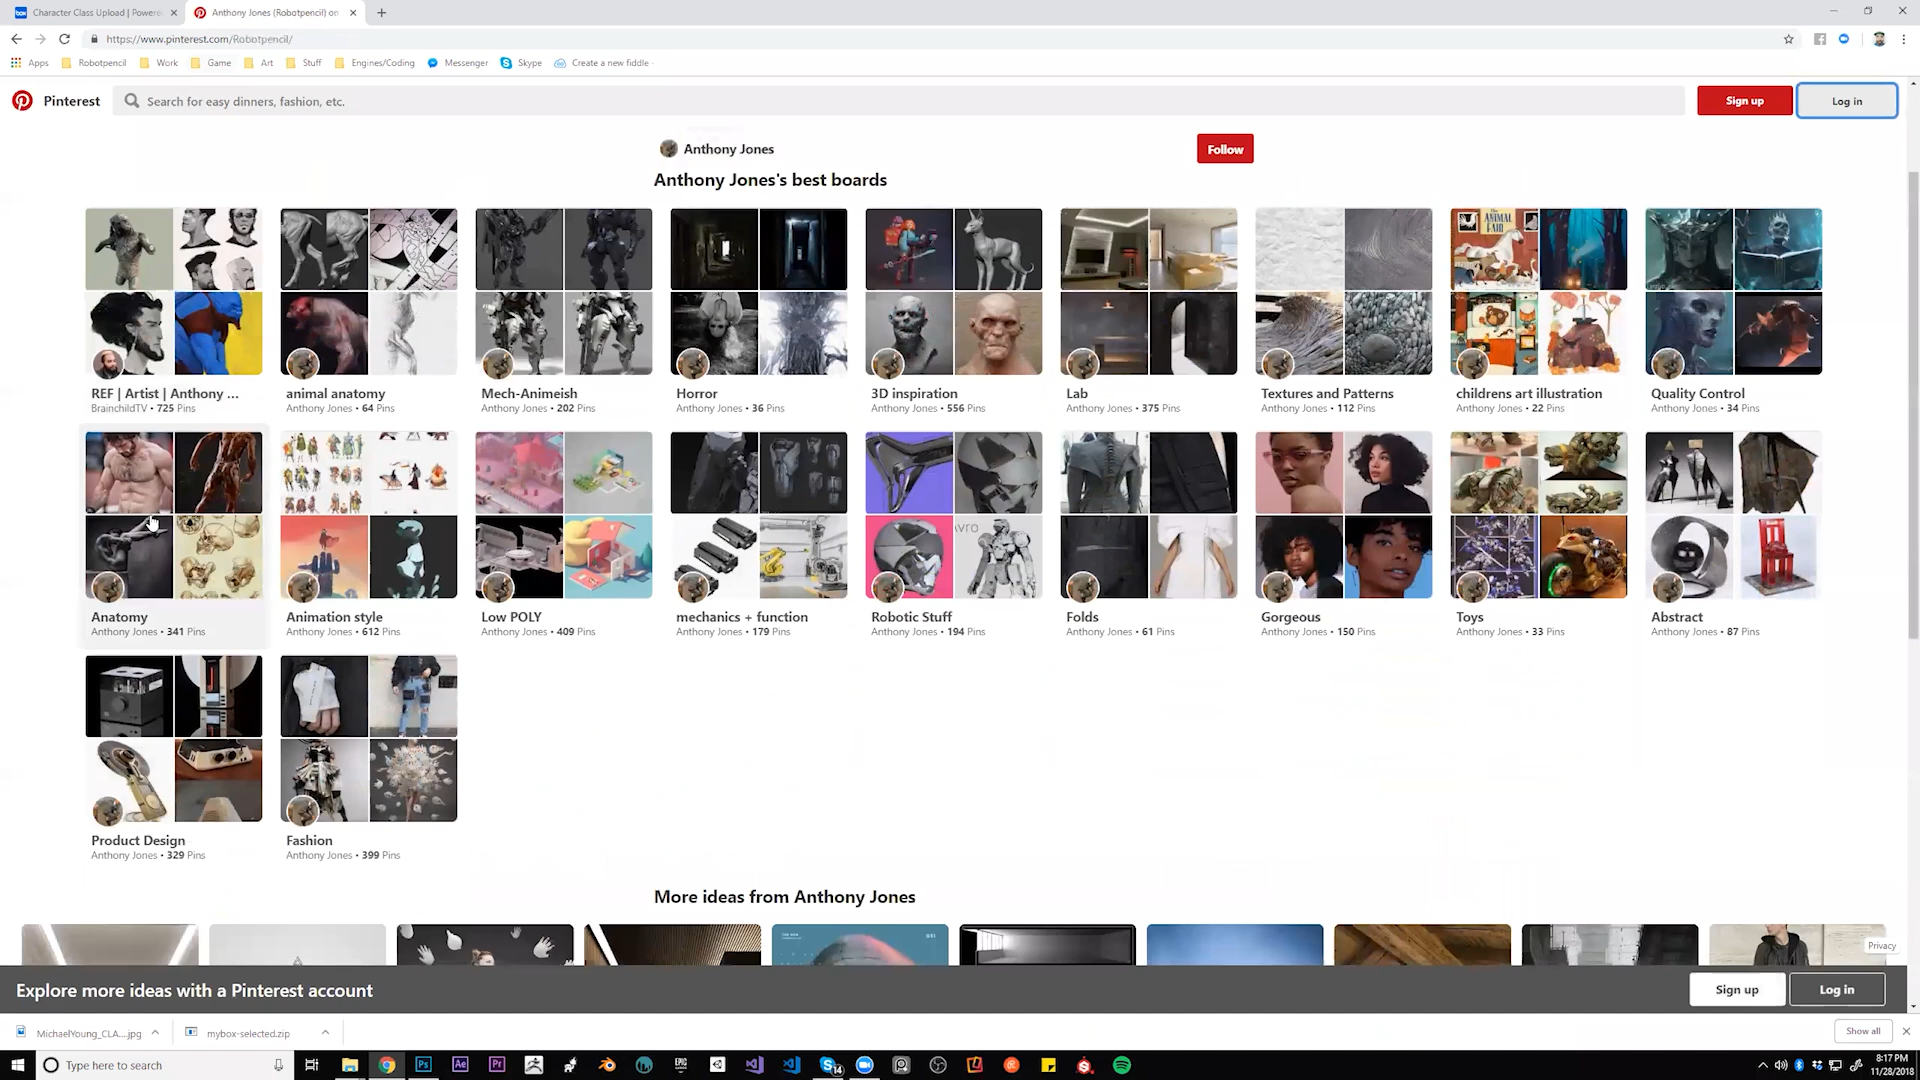 Character Class Upload | Powere
Anthony Jones (Robotpencil) on
https://www.pinterest.com/Robotpencil/
Apps Robotpencil Work Game Art Stuff Engines/Coding Messenger Skype Create a new fiddle
Pinterest Search for easy dinners, fashion, etc. Sign up Log in
Anthony Jones Follow
Anthony Jones's best boards
REF | Artist | Anthony ...
BrainchildTV • 725 Pins
animal anatomy
Anthony Jones • 64 Pins
Mech-Animeish
Anthony Jones • 202 Pins
Horror
Anthony Jones • 36 Pins
3D inspiration
Anthony Jones • 556 Pins
Lab
Anthony Jones • 375 Pins
Textures and Patterns
Anthony Jones • 112 Pins
ANIMAL FAIR
childrens art illustration
Anthony Jones • 22 Pins
Quality Control
Anthony Jones • 34 Pins
Anatomy
Anthony Jones • 341 Pins
Animation style
Anthony Jones • 612 Pins
Low POLY
Anthony Jones • 409 Pins
mechanics + function
Anthony Jones • 179 Pins
Robotic Stuff
Anthony Jones • 194 Pins
Folds
Anthony Jones • 61 Pins
Gorgeous
Anthony Jones • 150 Pins
Toys
Anthony Jones • 33 Pins
Abstract
Anthony Jones • 87 Pins
Product Design
Anthony Jones • 329 Pins
Fashion
Anthony Jones • 399 Pins
More ideas from Anthony Jones
Privacy
Explore more ideas with a Pinterest account Sign up Log in
MichaelYoung_CLA....jpg mybox-selected.zip Show all
Type here to search
8:17 PM
11/28/2018